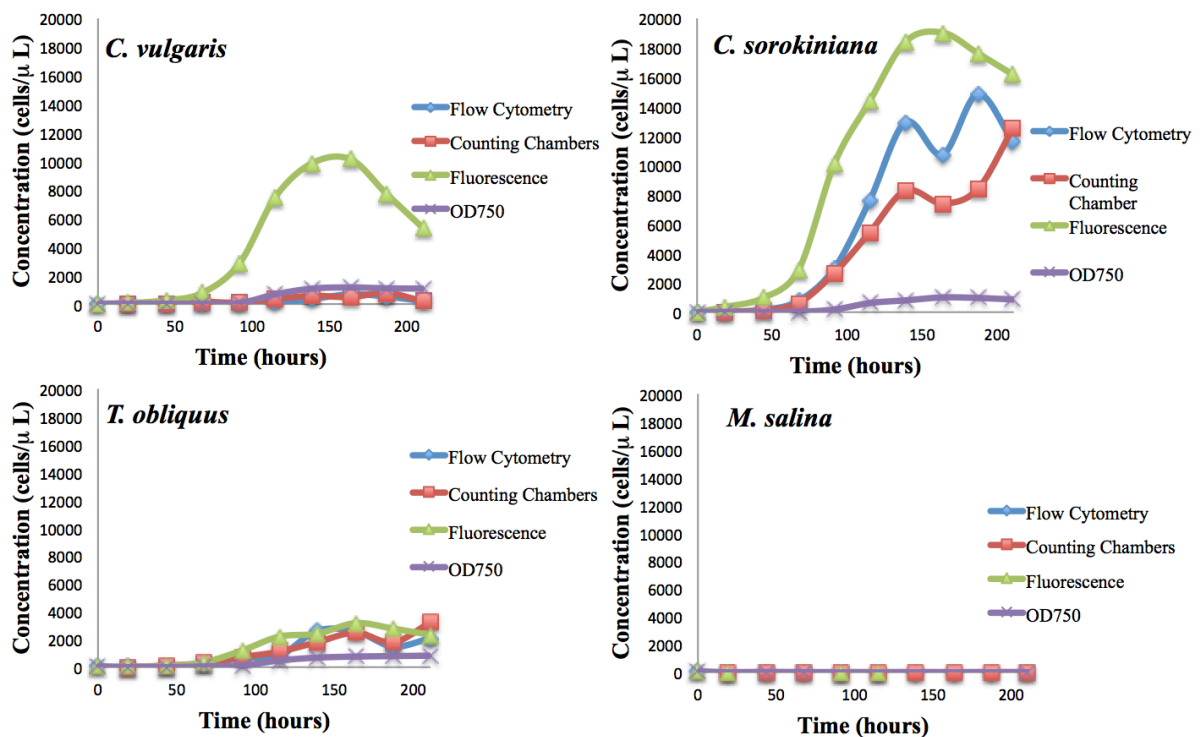 C. vulgaris
Concentration (cells/μ L)
20000
18000
16000
14000
12000
10000
8000
6000
4000
2000
0
0 50 100 150 200
Time (hours)
Flow Cytometry
Counting Chambers
Fluorescence
OD750
C. sorokiniana
Concentration (cells/μ L)
20000
18000
16000
14000
12000
10000
8000
6000
4000
2000
0
0 50 100 150 200
Time (hours)
Flow Cytometry
Counting
Chamber
Fluorescence
OD750
T. obliquus
Concentration (cells/μ L)
20000
18000
16000
14000
12000
10000
8000
6000
4000
2000
0
0 50 100 150 200
Time (hours)
Flow Cytometry
Counting Chambers
Fluorescence
OD750
M. salina
Concentration (cells/μ L)
20000
18000
16000
14000
12000
10000
8000
6000
4000
2000
0
0 50 100 150 200
Time (hours)
Flow Cytometry
Counting Chambers
Fluorescence
OD750